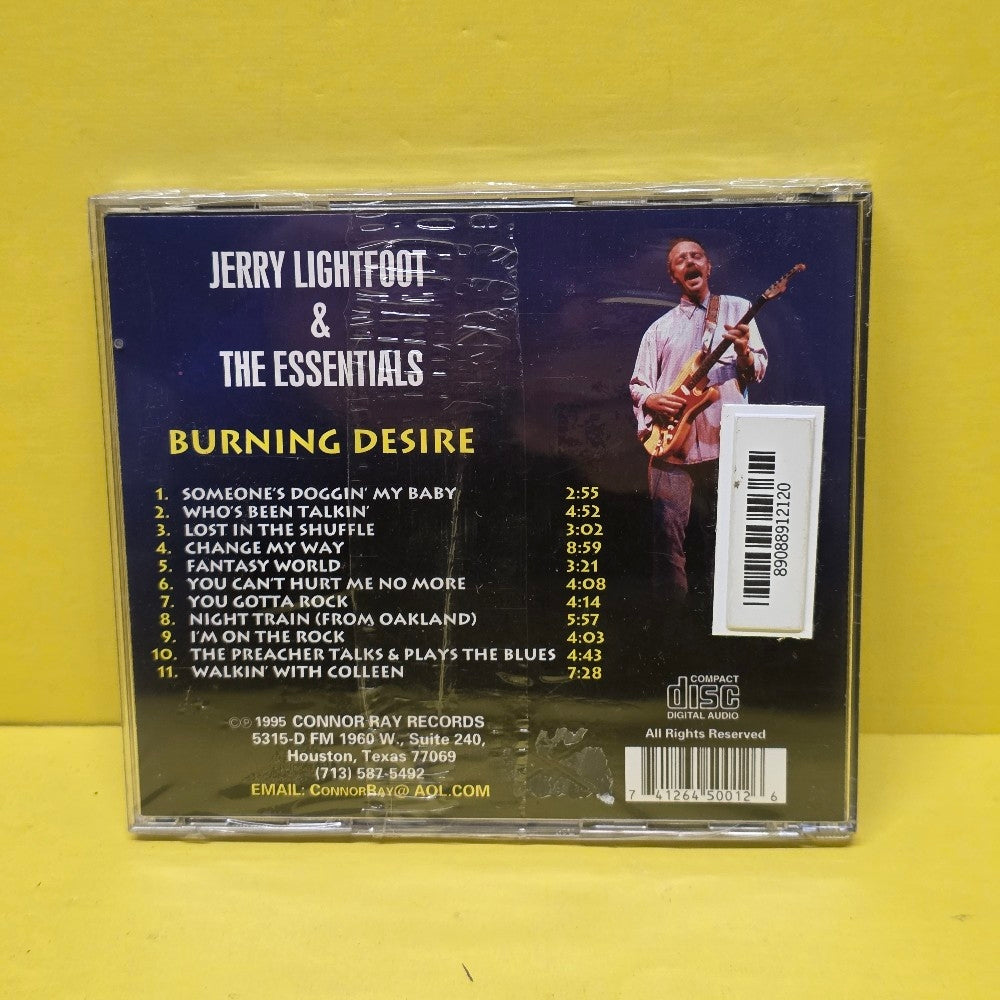 JERRY LIGHTFOOT
&
THE ESSENTIALS
BURNING DESIRE
1. SOMEONE'S DOGGIN' MY BABY 2:55
2. WHO'S BEEN TALKIN' 4:52
3. LOST IN THE SHUFFLE 3:02
4. CHANGE MY WAY 8:59
5. FANTASY WORLD 3:21
6. YOU CAN'T HURT ME NO MORE 4:08
7. YOU GOTTA ROCK 4:14
8. NIGHT TRAIN (FROM OAKLAND) 5:57
9. I'M ON THE ROCK 4:03
10. THE PREACHER TALKS & PLAYS THE BLUES 4:43
11. WALKIN' WITH COLLEEN 7:28
©℗ 1995 CONNOR RAY RECORDS
5315-D FM 1960 W., Suite 240,
Houston, Texas 77069
(713) 587-5492
EMAIL: CONNORRAY@ AOL.COM
89088912120
COMPACT
disc
DIGITAL AUDIO
All Rights Reserved
7 41264 50012 6